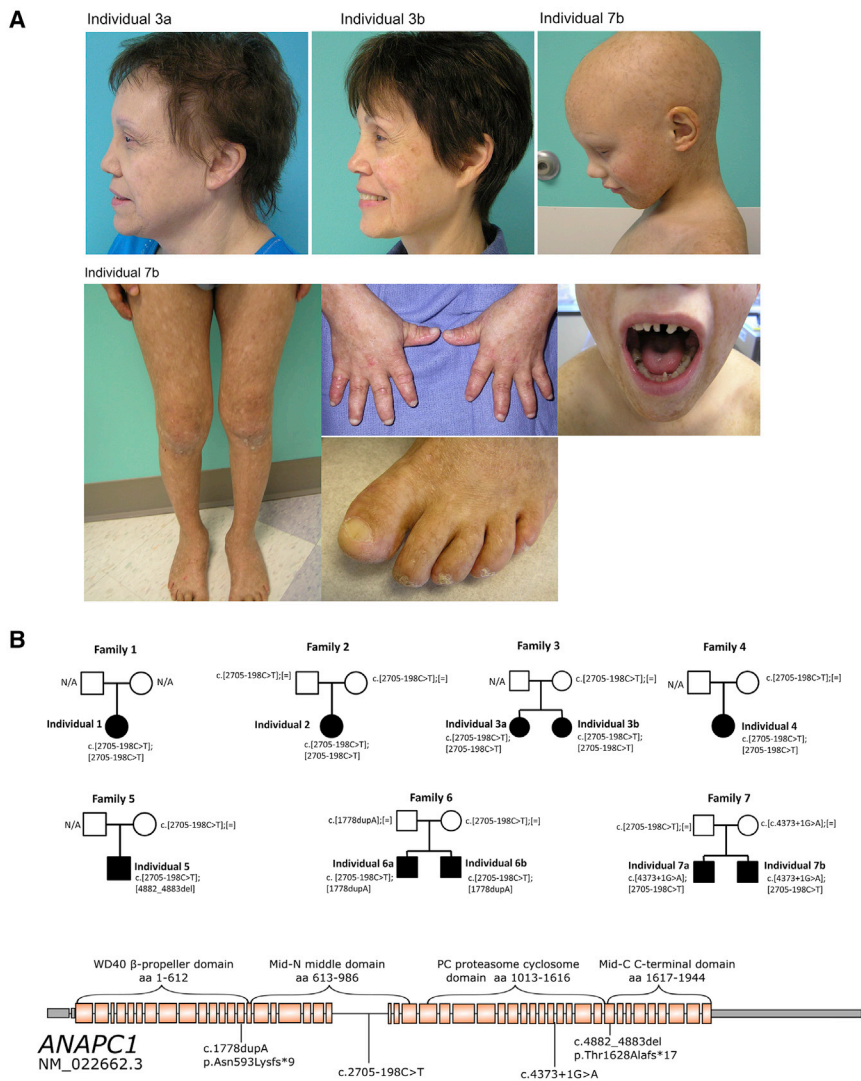 A
Individual 3a
Individual 3b
Individual 7b
Individual 7b
B
Family 1
N/A
N/A
Individual 1
c.[2705-198C>T];
[2705-198C>T]
Family 2
c.[2705-198C>T];[=]
c.[2705-198C>T];[=]
Individual 2
c.[2705-198C>T];
[2705-198C>T]
Family 3
N/A
c.[2705-198C>T];[=]
Individual 3a
c.[2705-198C>T];
[2705-198C>T]
Individual 3b
c.[2705-198C>T];
[2705-198C>T]
Family 4
N/A
c.[2705-198C>T];[=]
Individual 4
c.[2705-198C>T];
[2705-198C>T]
Family 5
N/A
c.[2705-198C>T];[=]
Individual 5
c.[2705-198C>T];
[4882_4883del]
Family 6
c.[1778dupA];[=]
c.[2705-198C>T];[=]
Individual 6a
c. [2705-198C>T];
[1778dupA]
Individual 6b
c.[2705-198C>T];
[1778dupA]
Family 7
c.[2705-198C>T];[=]
c.[c.4373+1G>A];[=]
Individual 7a
c.[4373+1G>A];
[2705-198C>T]
Individual 7b
c.[4373+1G>A];
[2705-198C>T]
WD40 β-propeller domain
aa 1-612
Mid-N middle domain
aa 613-986
PC proteasome cyclosome
domain aa 1013-1616
Mid-C C-terminal domain
aa 1617-1944
ANAPC1
NM_022662.3
c.1778dupA
p.Asn593Lysfs*9
c.2705-198C>T
c.4373+1G>A
c.4882_4883del
p.Thr1628Alafs*17